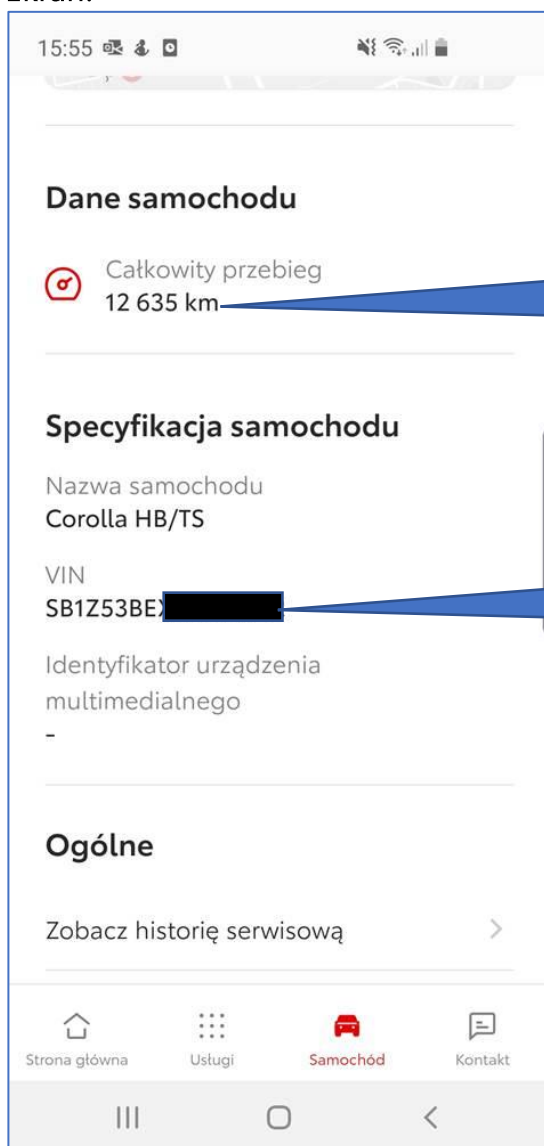 15:55
Dane samochodu
Całkowity przebieg
12 635 km
Specyfikacja samochodu
Nazwa samochodu
Corolla HB/TS
VIN
SB1Z53BE
Identyfikator urządzenia
multimedialnego
-
Ogólne
Zobacz historię serwisową
Strona główna
Usługi
Samochód
Kontakt